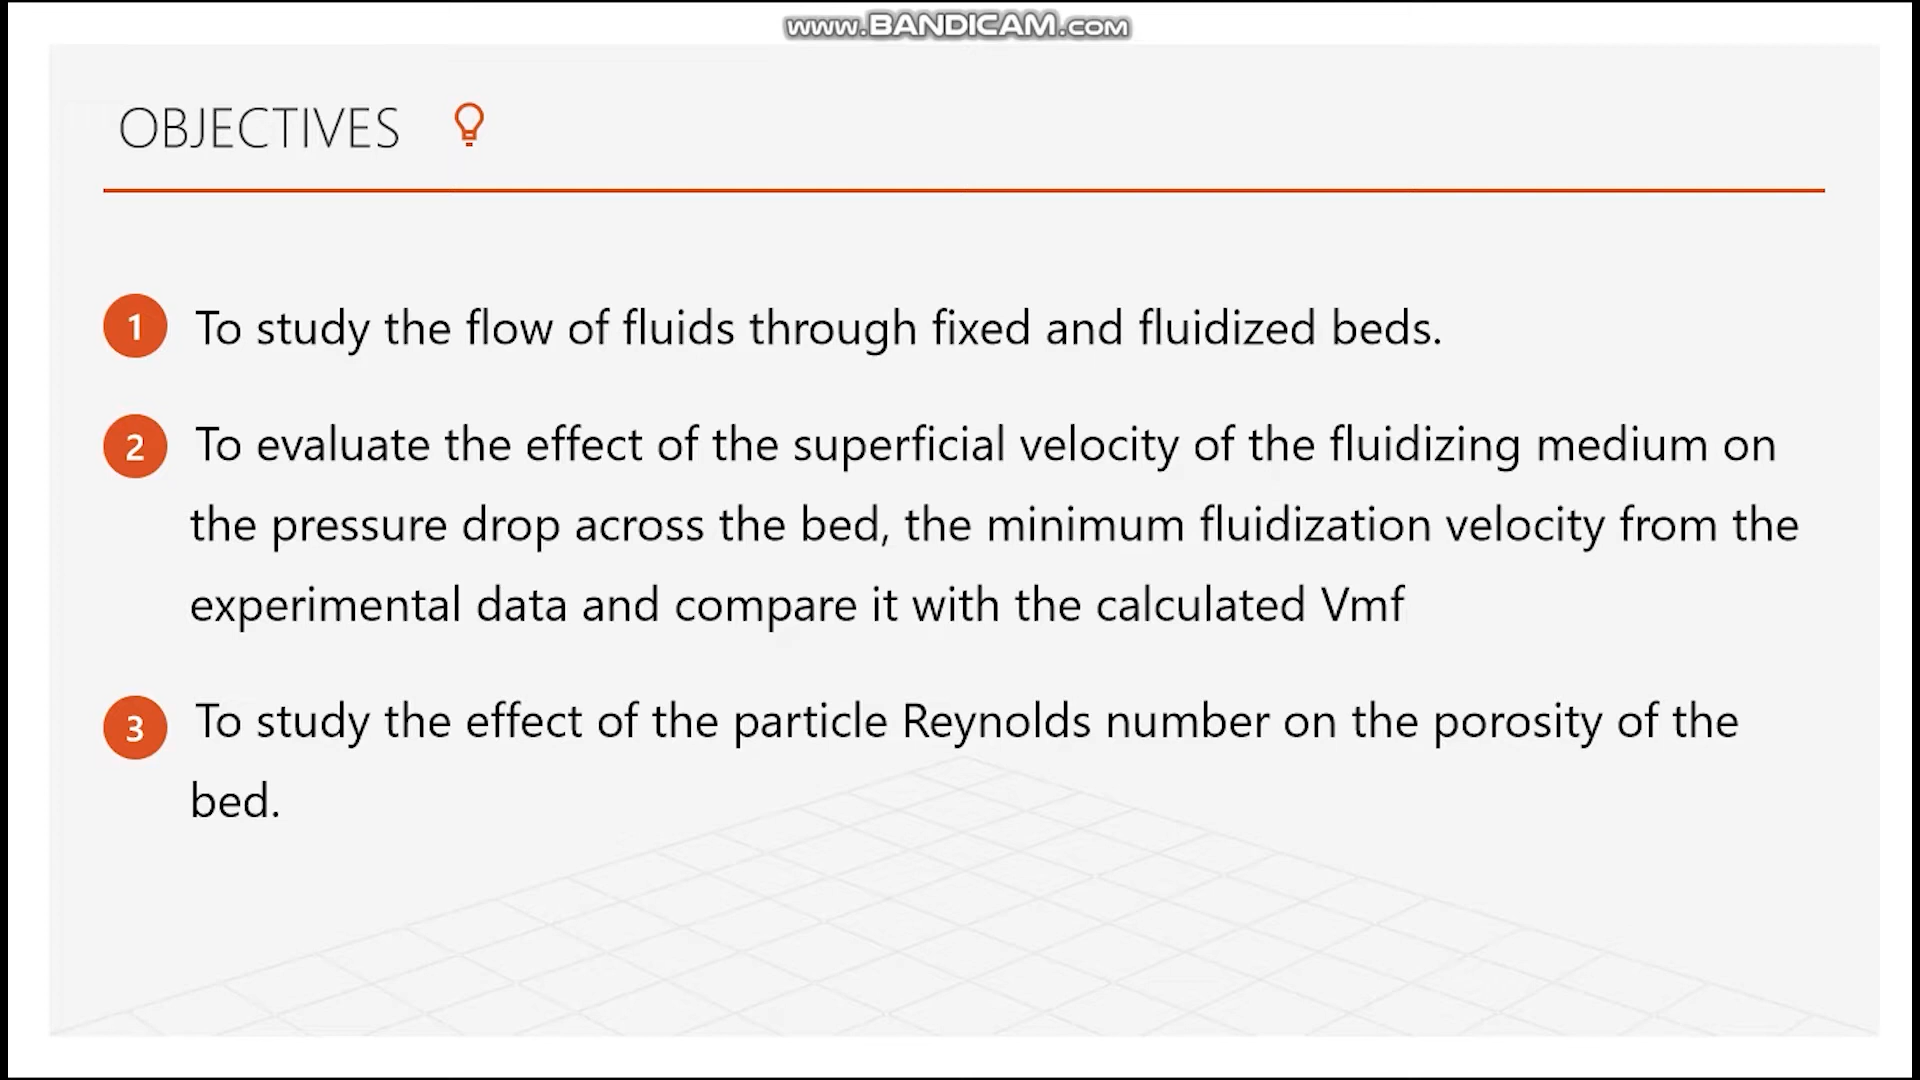 www.BANDICAM.com
OBJECTIVES
1 To study the flow of fluids through fixed and fluidized beds.
2 To evaluate the effect of the superficial velocity of the fluidizing medium on
the pressure drop across the bed, the minimum fluidization velocity from the
experimental data and compare it with the calculated Vmf
3 To study the effect of the particle Reynolds number on the porosity of the
bed.